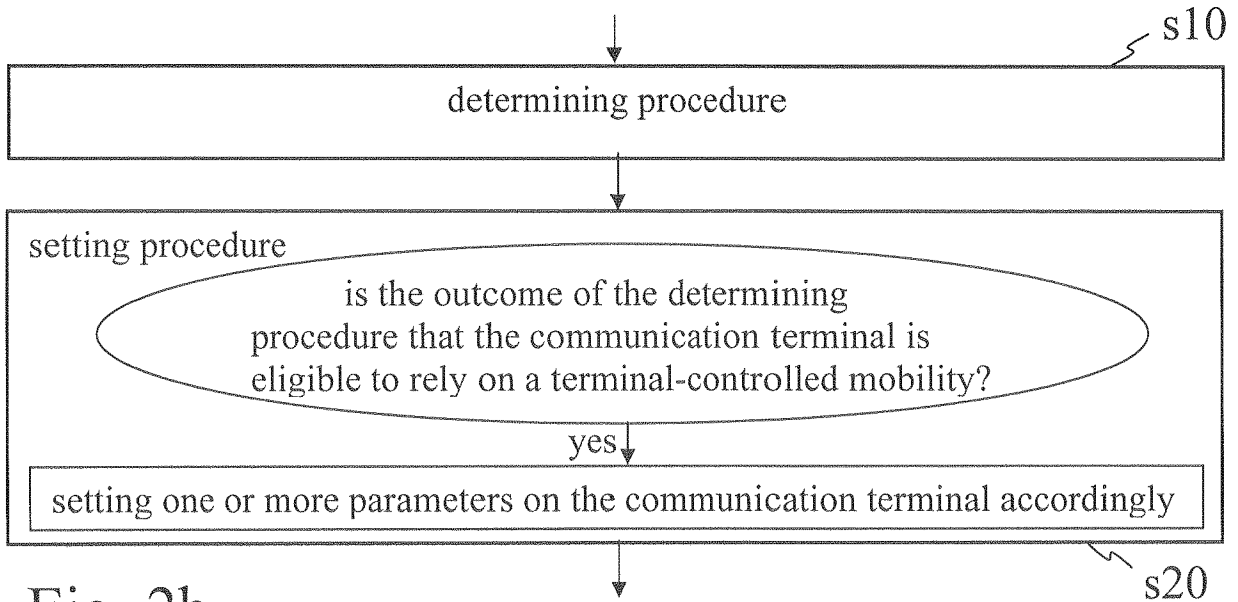 s10
determining procedure
setting procedure
is the outcome of the determining
procedure that the communication terminal is
eligible to rely on a terminal-controlled mobility?
yes
setting one or more parameters on the communication terminal accordingly
s20